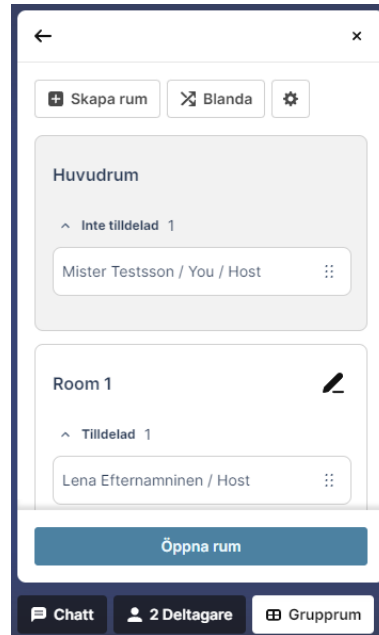 Skapa rum Blanda
Huvudrum
Inte tilldelad 1
Mister Testsson / You / Host
Room 1
Tilldelad 1
Lena Efternamninen / Host
Öppna rum
Chatt 2 Deltagare Grupprum